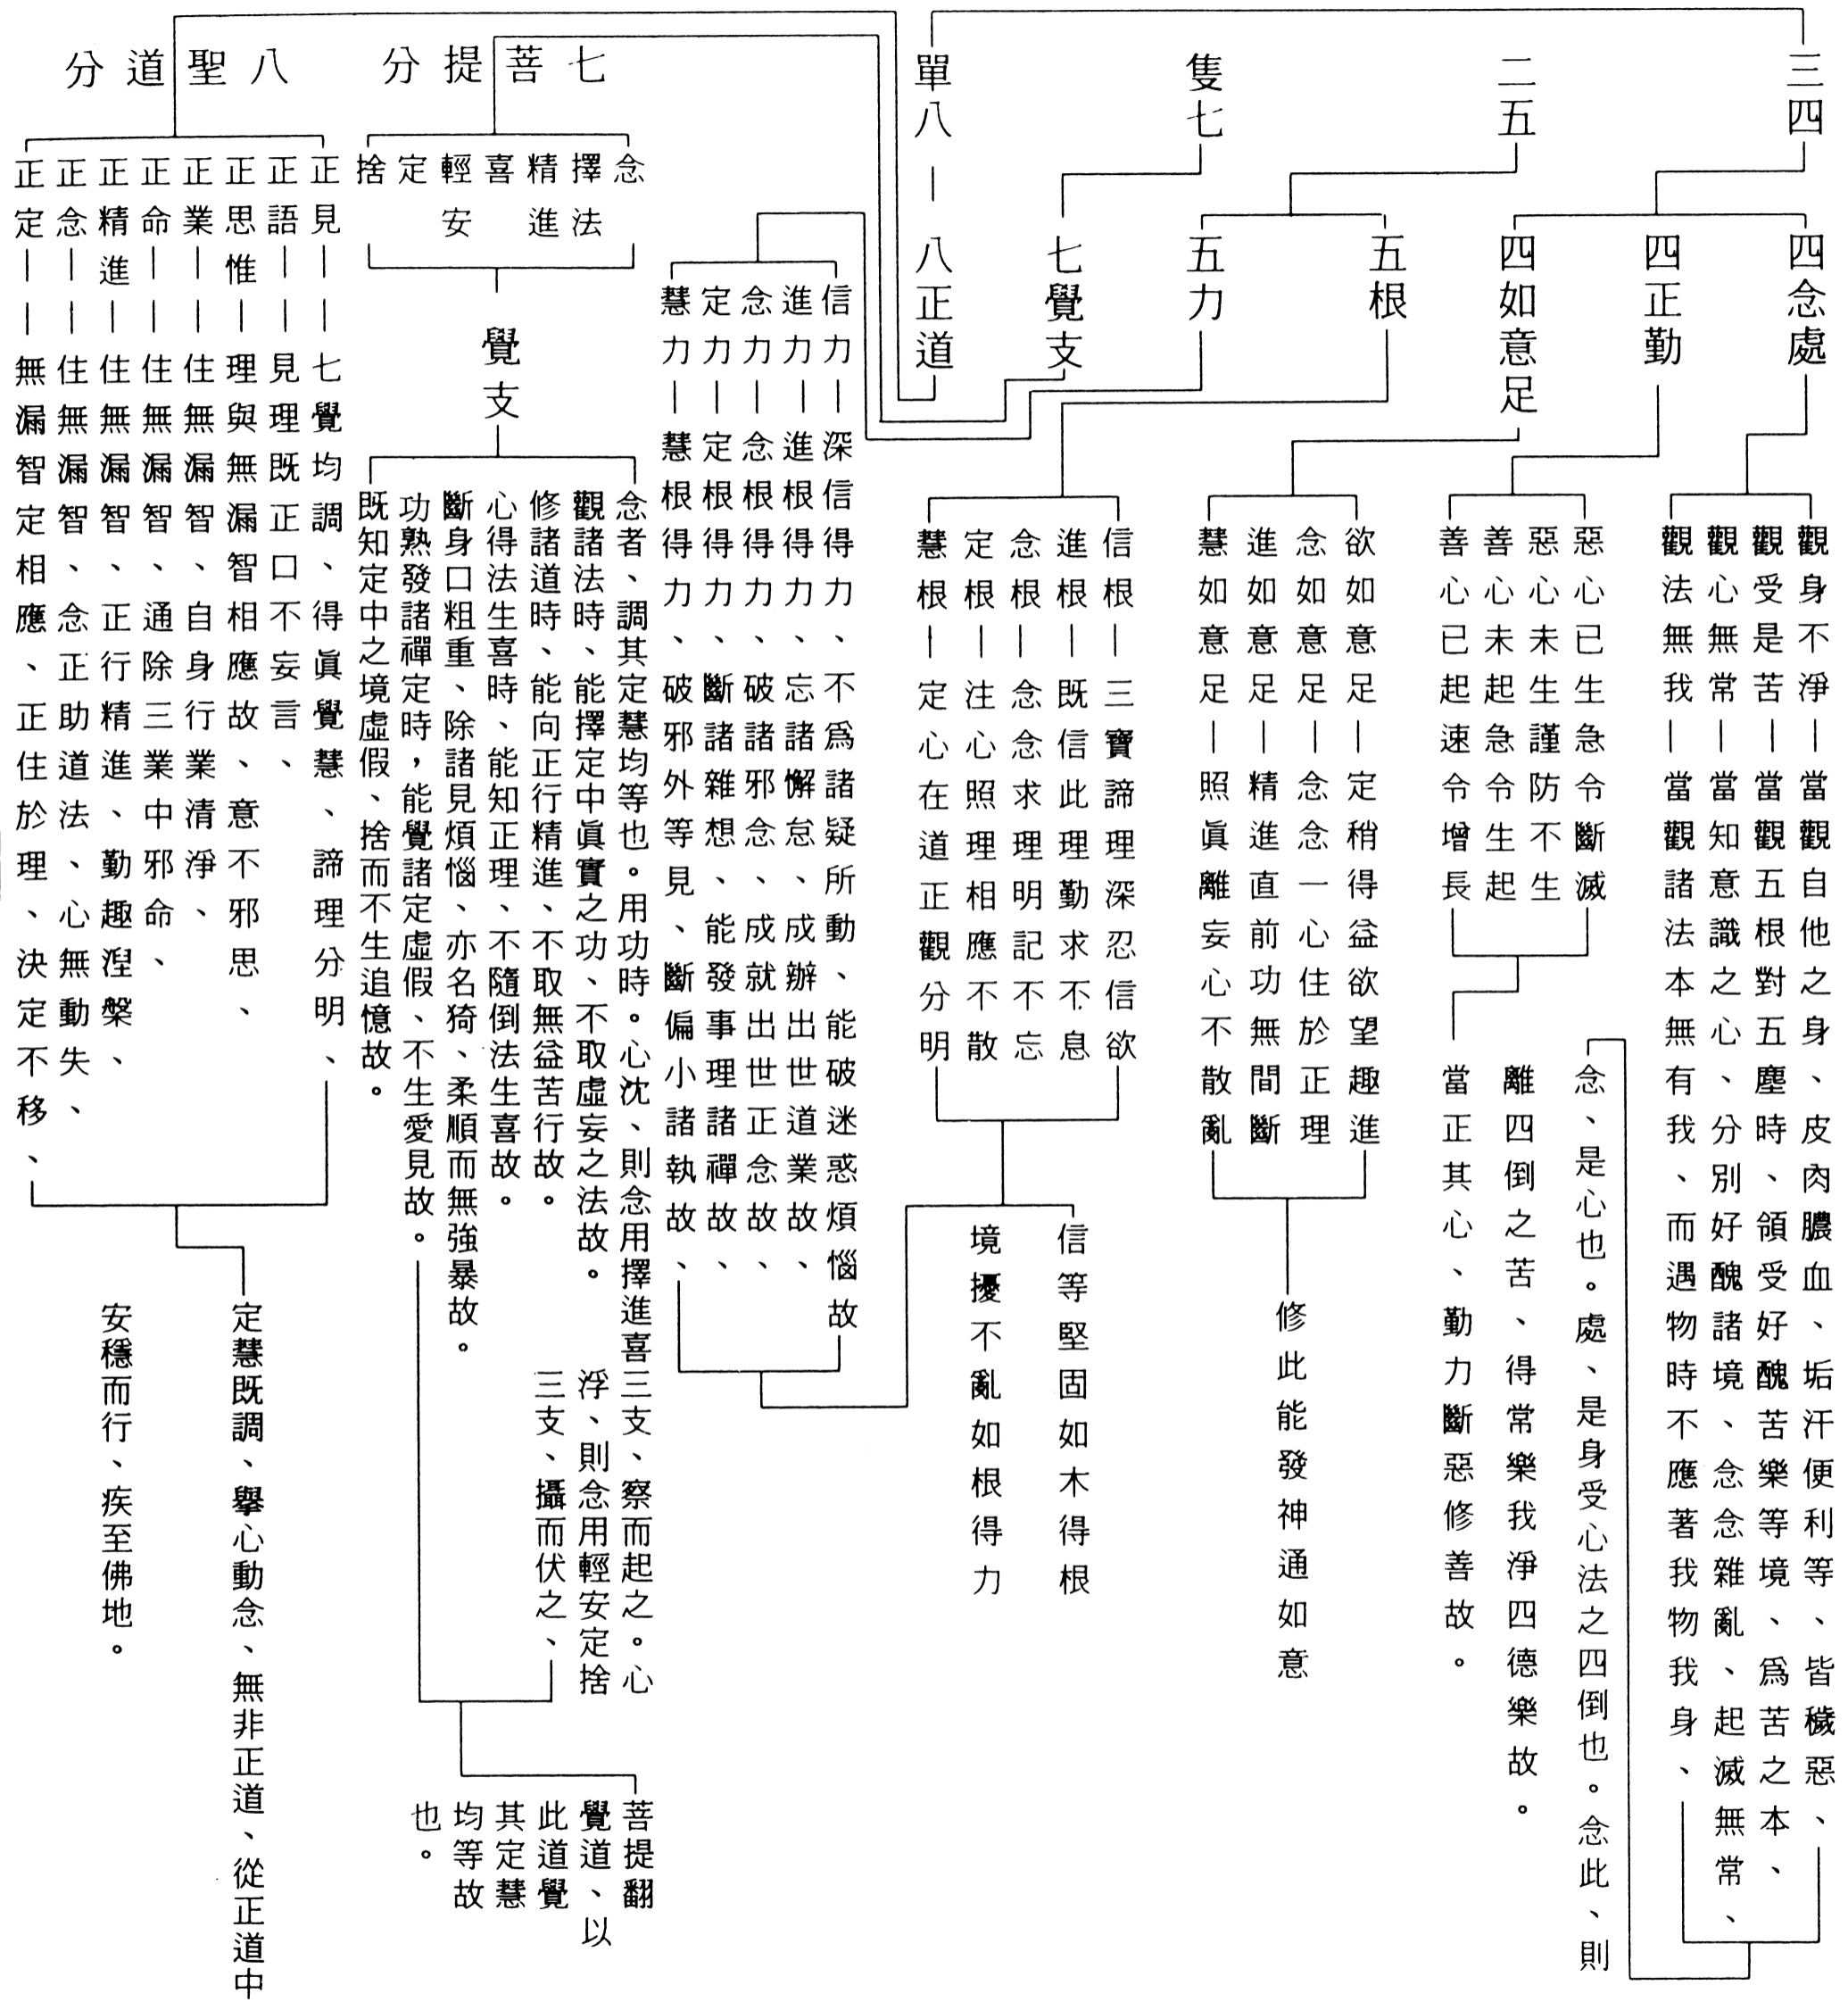 三四
二五
隻七
單八—八正道
四念處
四正勤
四如意足
五根
五力
七覺支
觀身不淨—當觀自他之身、皮肉膿血、垢汗便利等、皆穢惡、
觀受是苦—當觀五根對五塵時、領受好醜苦樂等境、爲苦之本、
觀心無常—當知意識之心、分別好醜諸境、念念雜亂、起滅無常、
觀法無我—當觀諸法本無有我、而遇物時不應著我物我身、
念、是心也。處、是身受心法之四倒也。念此、則
離四倒之苦、得常樂我淨四德樂故。
惡心已生急令斷滅
惡心未生謹防不生
善心未起急令生起
善心已起速令增長
當正其心、勤力斷惡修善故。
欲如意足—定稍得益欲望趣進
念如意足—念念一心住於正理
進如意足—精進直前功無間斷
慧如意足—照眞離妄心不散亂
修此能發神通如意
信根—三寶諦理深忍信欲
進根—既信此理勤求不息
念根—念念求理明記不忘
定根—注心照理相應不散
慧根—定心在道正觀分明
信等堅固如木得根
境擾不亂如根得力
信力—深信得力、不爲諸疑所動、能破迷惑煩惱故
進力—進根得力、忘諸懈怠、成辦出世道業故、
念力—念根得力、破諸邪念、成就出世正念故、
定力—定根得力、斷諸雜想、能發事理諸禪故、
慧力—慧根得力、破邪外等見、斷偏小諸執故、
七菩提分
念
擇法
精進
喜
輕安
定
捨
覺支
念者、調其定慧均等也。用功時。心沈、則念用擇進喜三支、察而起之。心
浮、則念用輕安定捨
三支、攝而伏之、
觀諸法時、能擇定中眞實之功、不取虛妄之法故。
修諸道時、能向正行精進、不取無益苦行故。
心得法生喜時、能知正理、不隨倒法生喜故。
斷身口粗重、除諸見煩惱、亦名猗、柔順而無強暴故。
功熟發諸禪定時，能覺諸定虛假、不生愛見故。
既知定中之境虛假、捨而不生追憶故。
菩提翻
覺道、以
此道覺
其定慧
均等故
也。
八聖道分
正見——七覺均調、得眞覺慧、諦理分明、
正語——見理既正口不妄言、
正思惟——理與無漏智相應故、意不邪思、
正業——住無漏智、自身行業清淨、
正命——住無漏智、通除三業中邪命、
正精進——住無漏智、正行精進、勤趣涅槃、
正念——住無漏智、念正助道法、心無動失、
正定——無漏智定相應、正住於理、決定不移、
定慧既調、擧心動念、無非正道、從正道中
安穩而行、疾至佛地。